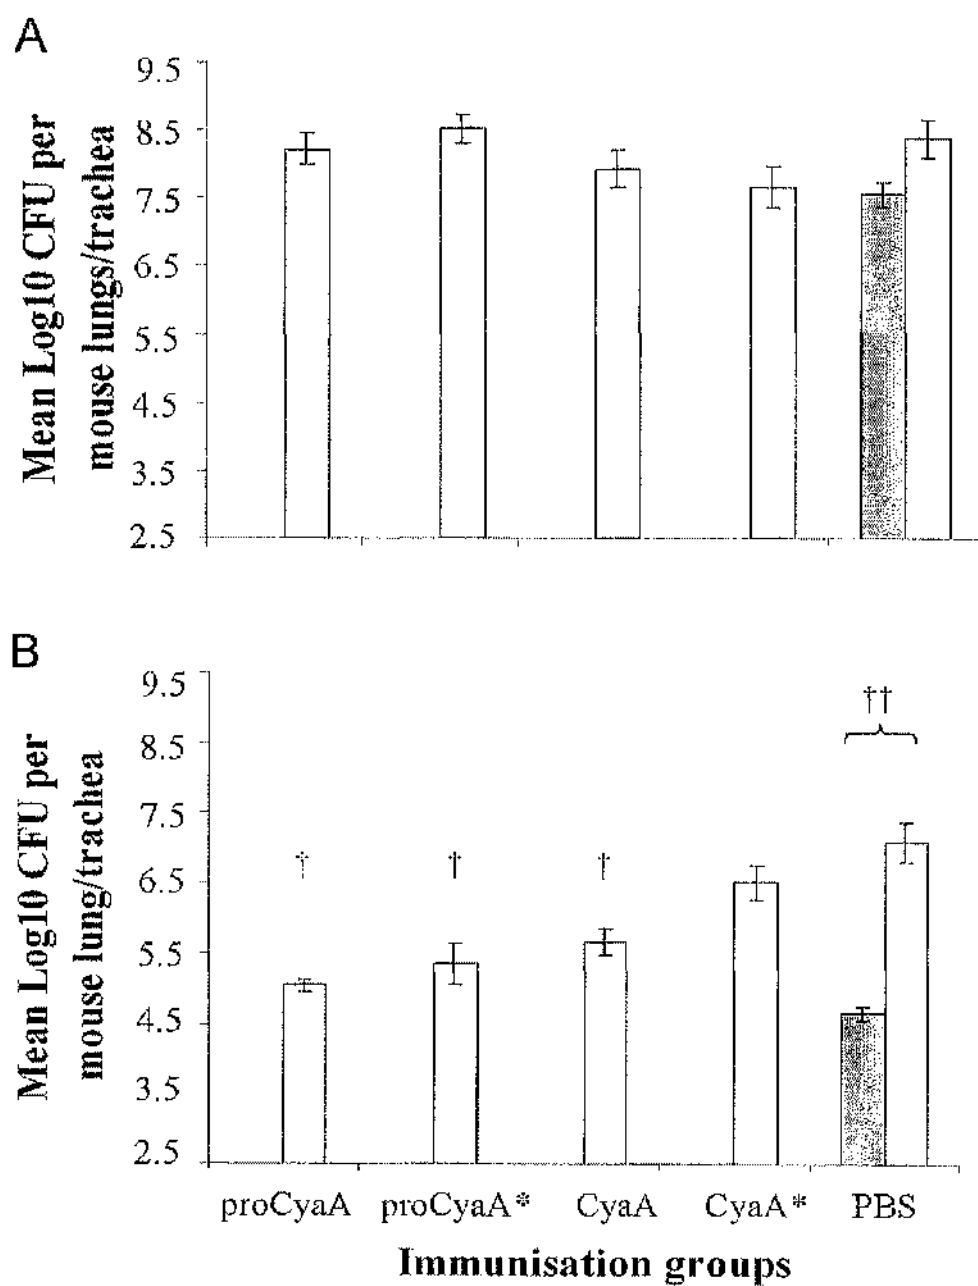 A
Mean Log10 CFU per
mouse lungs/trachea
9.5
8.5
7.5
6.5
5.5
4.5
3.5
2.5
B
Mean Log10 CFU per
mouse lung/trachea
9.5
8.5
7.5
6.5
5.5
4.5
3.5
2.5
† † † ††
proCyaA proCyaA* CyaA CyaA* PBS
Immunisation groups